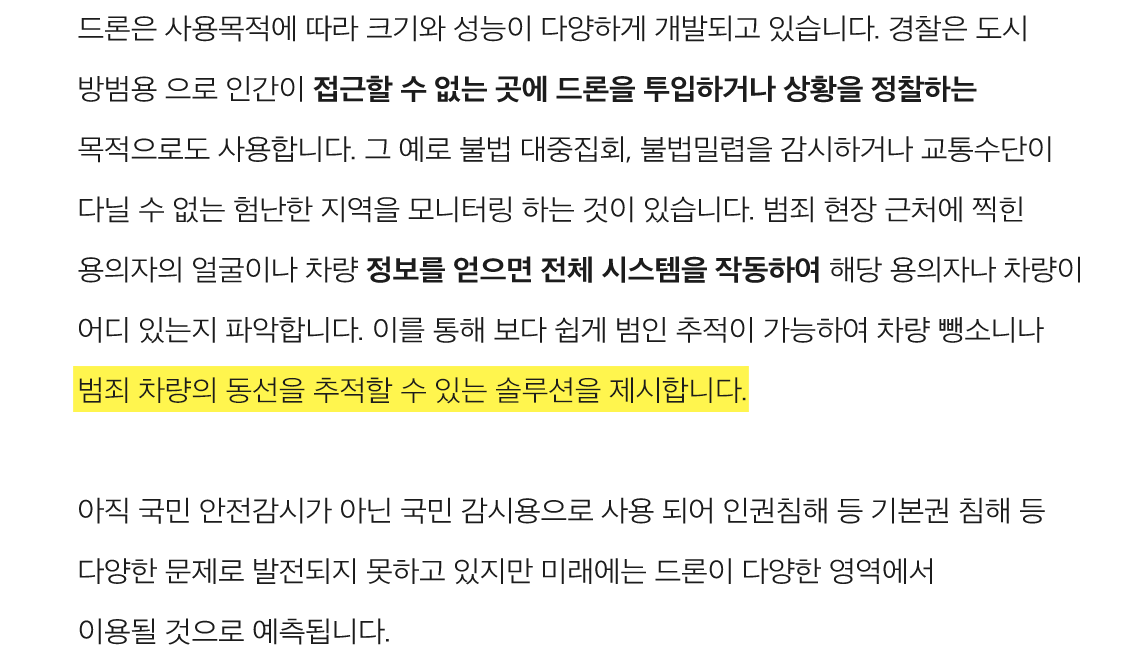 드론은 사용목적에 따라 크기와 성능이 다양하게 개발되고 있습니다. 경찰은 도시
방범용 으로 인간이 접근할 수 없는 곳에 드론을 투입하거나 상황을 정찰하는
목적으로도 사용합니다. 그 예로 불법 대중집회, 불법밀렵을 감시하거나 교통수단이
다닐 수 없는 험난한 지역을 모니터링 하는 것이 있습니다. 범죄 현장 근처에 찍힌
용의자의 얼굴이나 차량 정보를 얻으면 전체 시스템을 작동하여 해당 용의자나 차량이
어디 있는지 파악합니다. 이를 통해 보다 쉽게 범인 추적이 가능하여 차량 뺑소니나
범죄 차량의 동선을 추적할 수 있는 솔루션을 제시합니다.
아직 국민 안전감시가 아닌 국민 감시용으로 사용 되어 인권침해 등 기본권 침해 등
다양한 문제로 발전되지 못하고 있지만 미래에는 드론이 다양한 영역에서
이용될 것으로 예측됩니다.